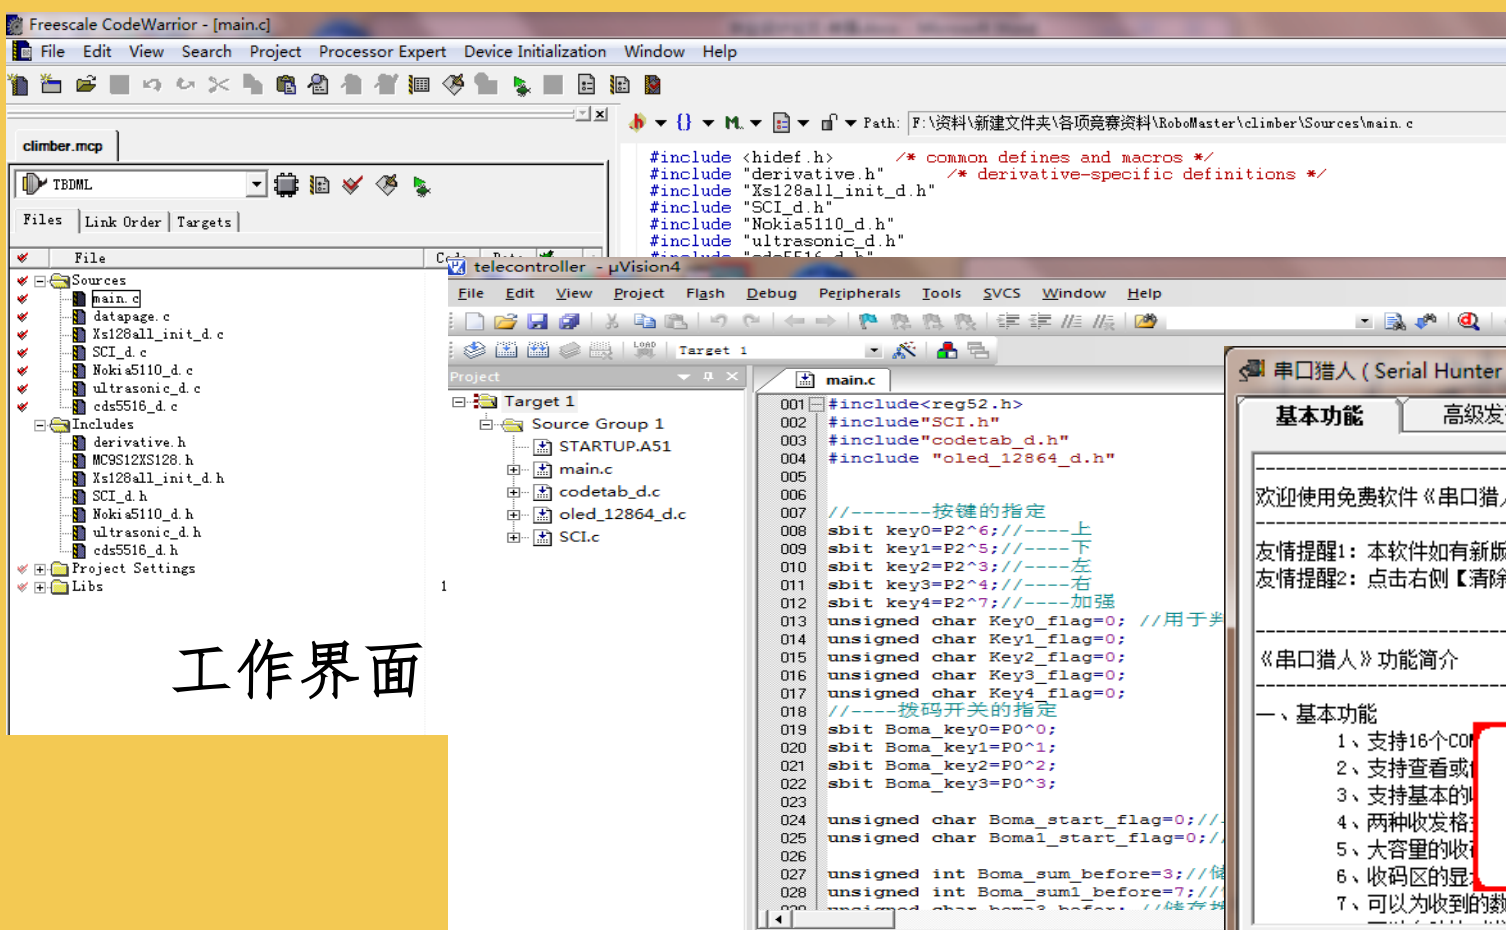 Freescale CodeWarrior - [main.c]
File Edit View Search Project Processor Expert Device Initialization Window Help
Path: F:\资料\新建文件夹\各项竞赛资料\RoboMaster\climber\Sources\main.c
climber.mcp
TBDML
Files Link Order Targets
File
Sources
main.c
datapage.c
Xs128all_init_d.c
SCI_d.c
Nokia5110_d.c
ultrasonic_d.c
cds5516_d.c
Includes
derivative.h
MC9S12XS128.h
Xs128all_init_d.h
SCI_d.h
Nokia5110_d.h
ultrasonic_d.h
cds5516_d.h
Project Settings
Libs 1
工作界面
#include <hidef.h> /* common defines and macros */
#include "derivative.h" /* derivative-specific definitions */
#include "Xs128all_init_d.h"
#include "SCI_d.h"
#include "Nokia5110_d.h"
#include "ultrasonic_d.h"
#include "cds5516_d.h"
telecontroller - µVision4
File Edit View Project Flash Debug Peripherals Tools SVCS Window Help
LOAD Target 1
Project
Target 1
Source Group 1
STARTUP.A51
main.c
codetab_d.c
oled_12864_d.c
SCI.c
main.c
001 #include<reg52.h>
002 #include"SCI.h"
003 #include"codetab_d.h"
004 #include "oled_12864_d.h"
005
006
007 //-------按键的指定
008 sbit key0=P2^6;//----上
009 sbit key1=P2^5;//----下
010 sbit key2=P2^3;//----左
011 sbit key3=P2^4;//----右
012 sbit key4=P2^7;//----加强
013 unsigned char Key0_flag=0; //用于判
014 unsigned char Key1_flag=0;
015 unsigned char Key2_flag=0;
016 unsigned char Key3_flag=0;
017 unsigned char Key4_flag=0;
018 //----拨码开关的指定
019 sbit Boma_key0=P0^0;
020 sbit Boma_key1=P0^1;
021 sbit Boma_key2=P0^2;
022 sbit Boma_key3=P0^3;
023
024 unsigned char Boma_start_flag=0;//
025 unsigned char Boma1_start_flag=0;//
026
027 unsigned int Boma_sum_before=3;//储
028 unsigned int Boma_sum1_before=7;//
串口猎人 ( Serial Hunter
基本功能 高级发
欢迎使用免费软件《串口猎
友情提醒1：本软件如有新版
友情提醒2：点击右侧【清除
《串口猎人》功能简介
一、基本功能
1、支持16个COM
2、支持查看或
3、支持基本的
4、两种收发格
5、大容量的收
6、收码区的显
7、可以为收到的数